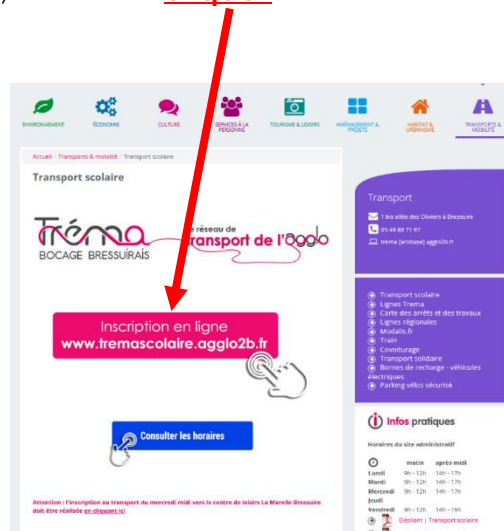 ENVIRONNEMENT
ÉCONOMIE
CULTURE
SERVICES À LA PERSONNE
TOURISME & LOISIRS
AMÉNAGEMENT & PROJETS
HABITAT & URBANISME
TRANSPORTS & MOBILITÉ
Accueil / Transports & mobilité / Transport scolaire
Transport scolaire
Tréma
BOCAGE BRESSUIRAIS
le réseau de
transport de l'agglo
Inscription en ligne
www.tremascolaire.agglo2b.fr
Consulter les horaires
Attention : l'inscription au transport du mercredi midi vers le centre de loisirs La Marelle Bressuire
doit être réalisée en cliquant ici
Transport
1 bis allée des Oliviers à Bressuire
05 49 80 71 97
trema [arobase] agglo2b.fr
Transport scolaire
Lignes Trema
Carte des arrêts et des travaux
Lignes régionales
Modalis.fr
Train
Covoiturage
Transport solidaire
Bornes de recharge - véhicules
électriques
Parking vélos sécurisé
Infos pratiques
Horaires du site administratif
matin après-midi
Lundi 9h - 12h 14h - 17h
Mardi 9h - 12h 14h - 17h
Mercredi 9h - 12h 14h - 17h
Jeudi
Vendredi 9h - 12h 14h - 16h
Dépliant | Transport scolaire